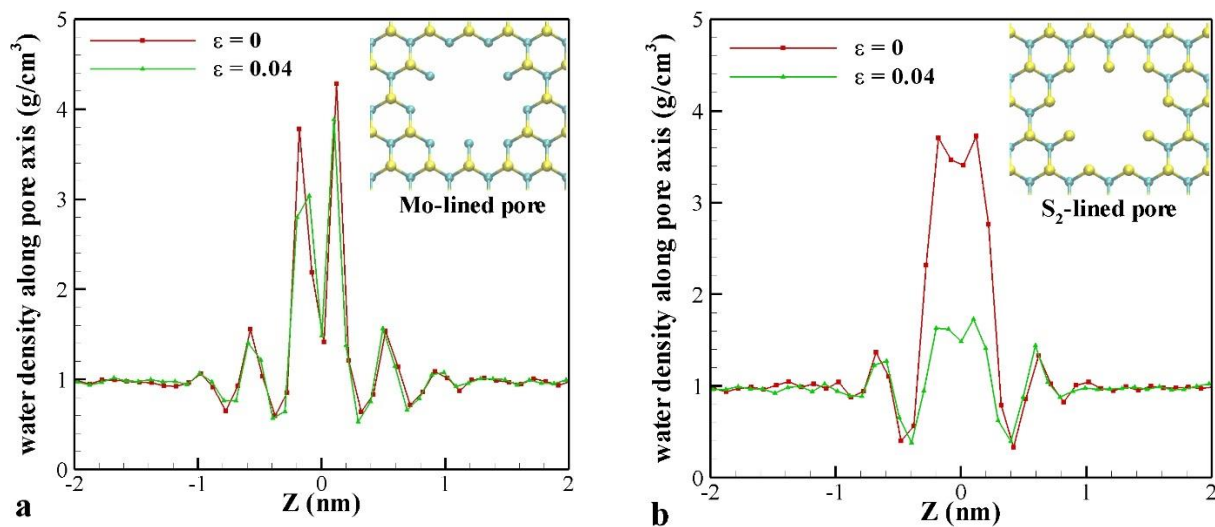 water density along pore axis (g/cm³)
5
4
3
2
1
0
ε = 0
ε = 0.04
Mo-lined pore
-2
-1
0
1
2
Z (nm)
a
water density along pore axis (g/cm³)
5
4
3
2
1
0
ε = 0
ε = 0.04
S₂-lined pore
-2
-1
0
1
2
Z (nm)
b